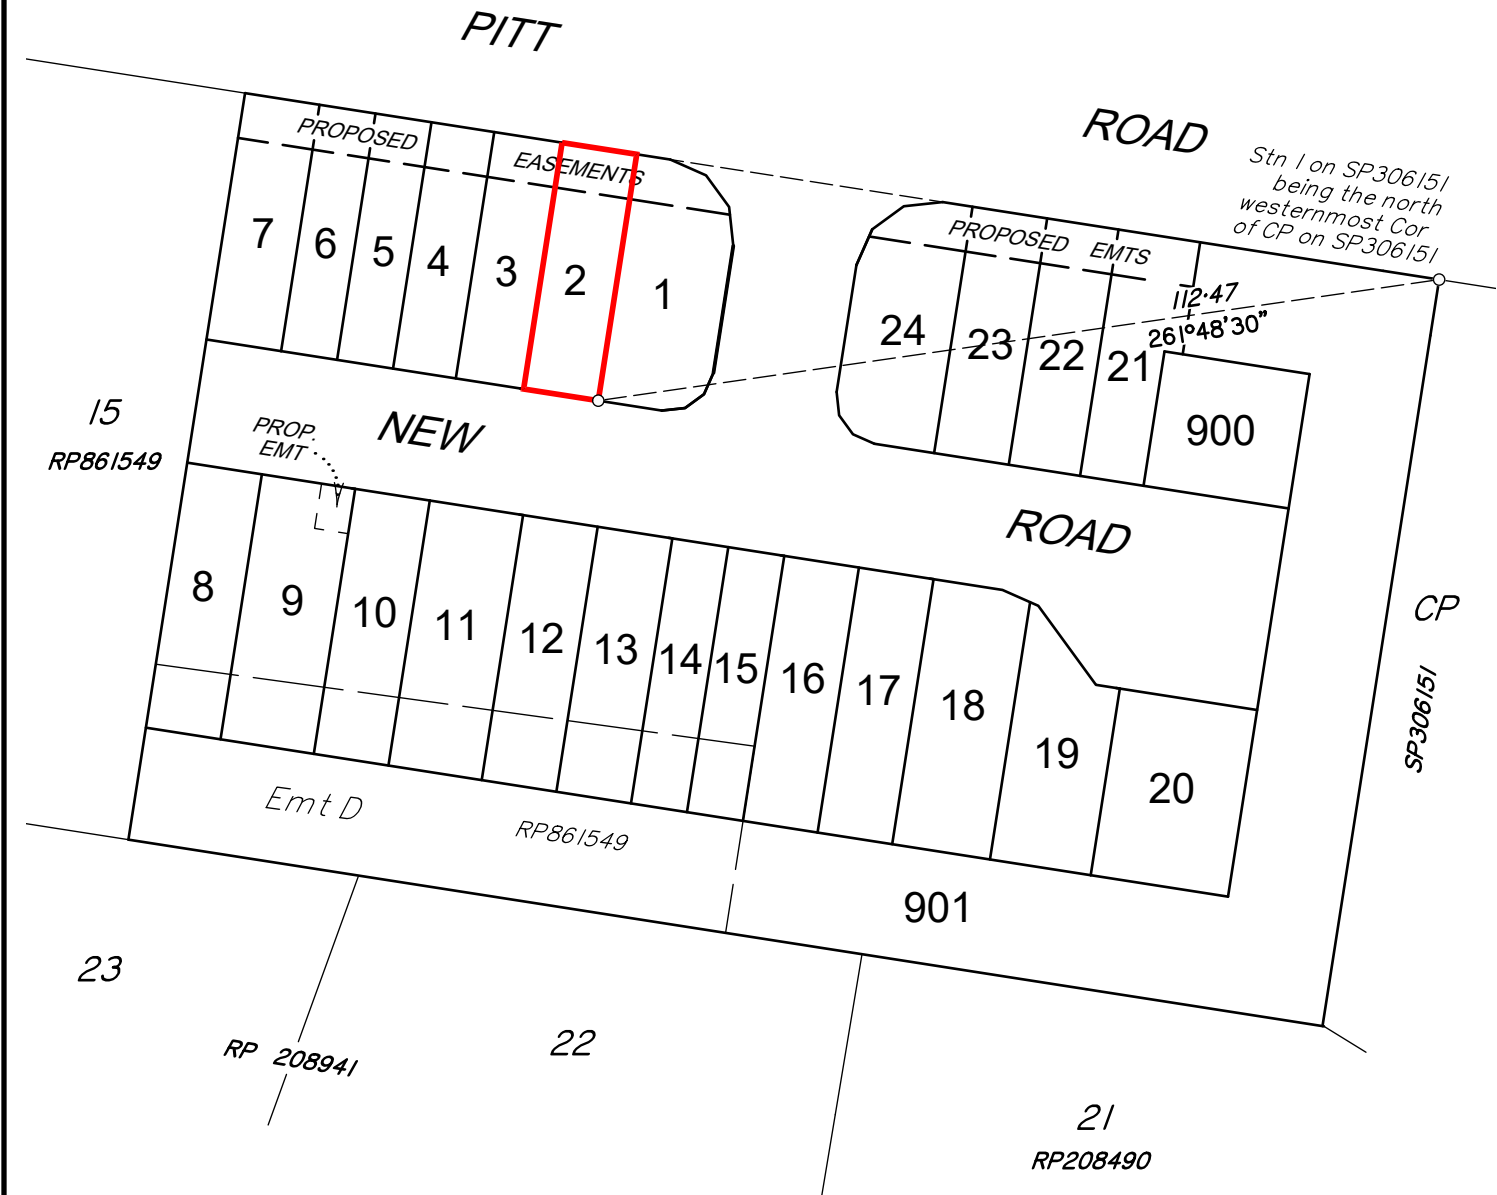 PITT
ROAD
Stn 1 on SP306151
being the north
westernmost Cor
of CP on SP306151
PROPOSED
EASEMENTS
PROPOSED EMTS
7
6
5
4
3
2
1
24
23
22
21
112·47
261°48'30"
900
15
RP861549
PROP.
EMT
NEW
ROAD
8
9
10
11
12
13
14
15
16
17
18
19
20
CP
SP306151
Emt D
RP861549
901
23
22
RP 208941
21
RP208490